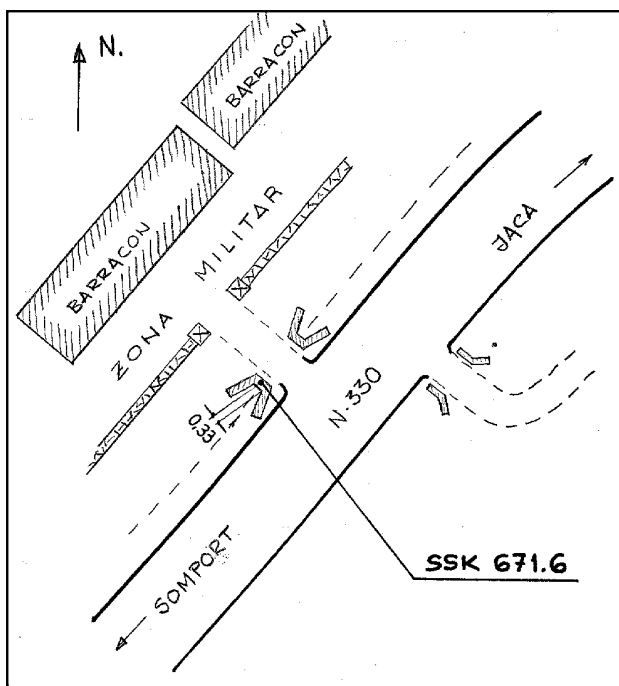 N.
BARRACON
BARRACON
ZONA MILITAR
JACA
0,33
N-330
SSK 671.6
SOMPORT